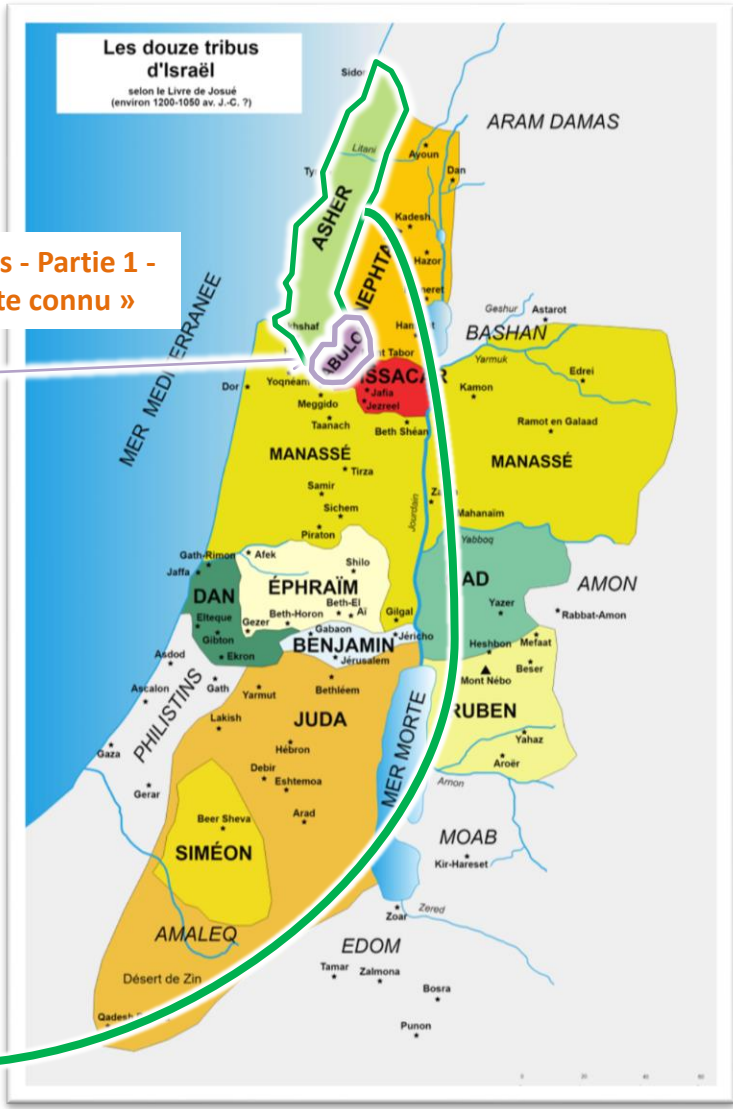 Les douze tribus
d'Israël
selon le Livre de Josué
(environ 1200-1050 av. J.-C. ?)
ARAM DAMAS
Litani
Ayoun
Dan
ASHER
Kadesh
Hazor
s - Partie 1 -
te connu »
MER MEDITERRANEE
Geshur
Astarot
BASHAN
Yarmuk
Edrei
Kamon
Dor
Jafia
Jezreel
Meggido
Taanach
Beth Shéan
Ramot en Galaad
MANASSÉ
MANASSÉ
Tirza
Samir
Sichem
Piraton
Jourdain
Mahanaïm
Yabboq
Gath-Rimon
Afek
Jaffa
Shilo
DAN
ÉPHRAÏM
AD
AMON
Beth-El
Aï
Yazer
Rabbat-Amon
Elteque
Beth-Horon
Gilgal
Gezer
Gabaon
Gibton
BENJAMIN
Jéricho
Mefaat
Heshbon
Ekron
Jérusalem
Asdod
Beser
Mont Nébo
Gath
Bethléem
Ascalon
Yarmut
PHILISTINS
Lakish
JUDA
RUBEN
MER MORTE
Yahaz
Hébron
Gaza
Aroër
Debir
Eshtemoa
Arnon
Gerar
Arad
Beer Sheva
MOAB
SIMÉON
Kir-Hareset
Zoar
Zered
AMALEQ
EDOM
Tamar
Zalmona
Désert de Zin
Bosra
Qadesh
Punon
0 20 40 60